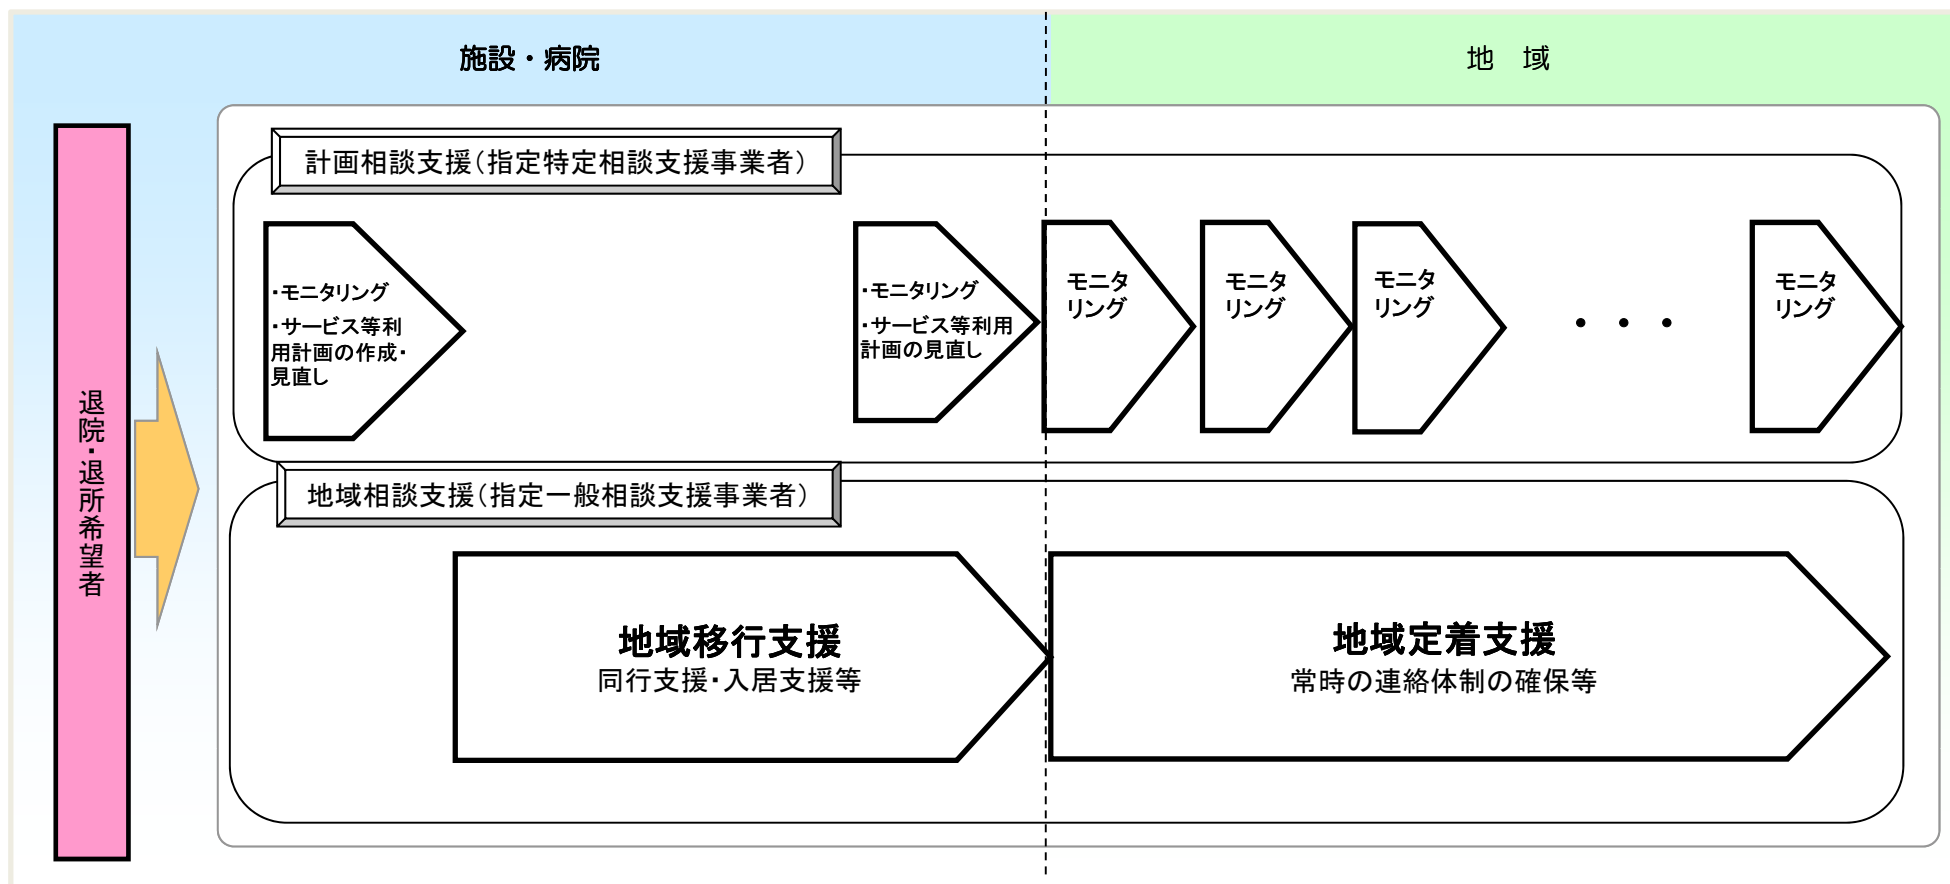 施設・病院
地　域
退院・退所希望者
計画相談支援（指定特定相談支援事業者）
・モニタリング
・サービス等利
用計画の作成・
見直し
・モニタリング
・サービス等利用
計画の見直し
モニタ
リング
モニタ
リング
モニタ
リング
・・・
モニタ
リング
地域相談支援（指定一般相談支援事業者）
地域移行支援
同行支援・入居支援等
地域定着支援
常時の連絡体制の確保等